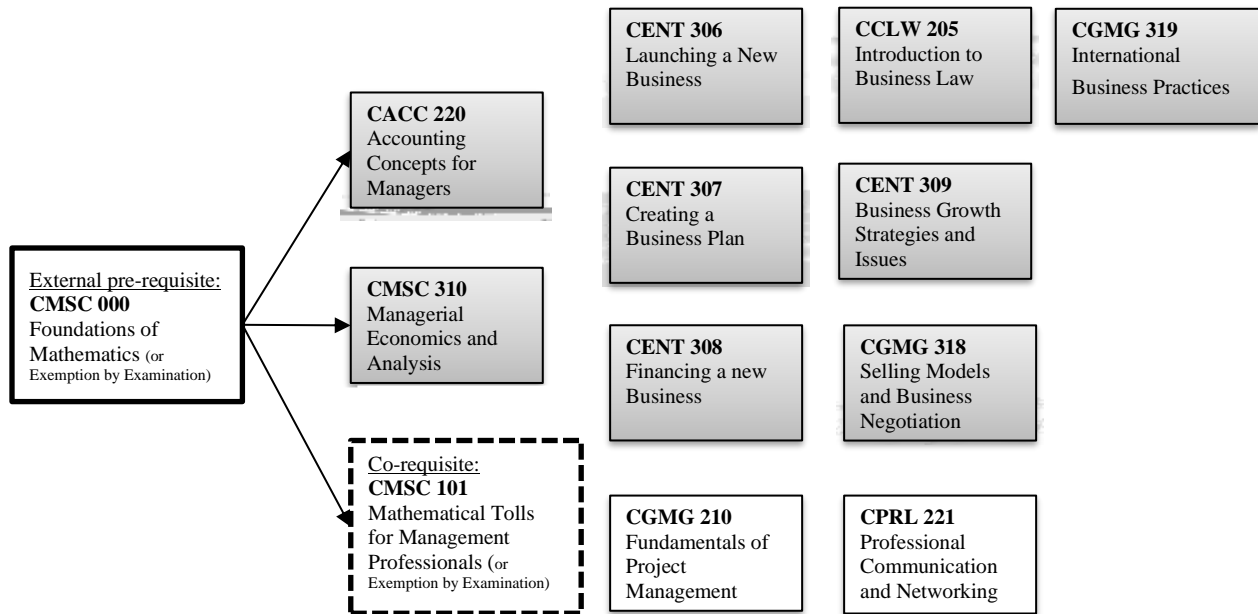 External pre-requisite:
CMSC 000
Foundations of
Mathematics (or
Exemption by Examination)
CACC 220
Accounting
Concepts for
Managers
CMSC 310
Managerial
Economics and
Analysis
Co-requisite:
CMSC 101
Mathematical Tolls
for Management
Professionals (or
Exemption by Examination)
CENT 306
Launching a New
Business
CCLW 205
Introduction to
Business Law
CGMG 319
International
Business Practices
CENT 307
Creating a
Business Plan
CENT 309
Business Growth
Strategies and
Issues
CENT 308
Financing a new
Business
CGMG 318
Selling Models
and Business
Negotiation
CGMG 210
Fundamentals of
Project
Management
CPRL 221
Professional
Communication
and Networking